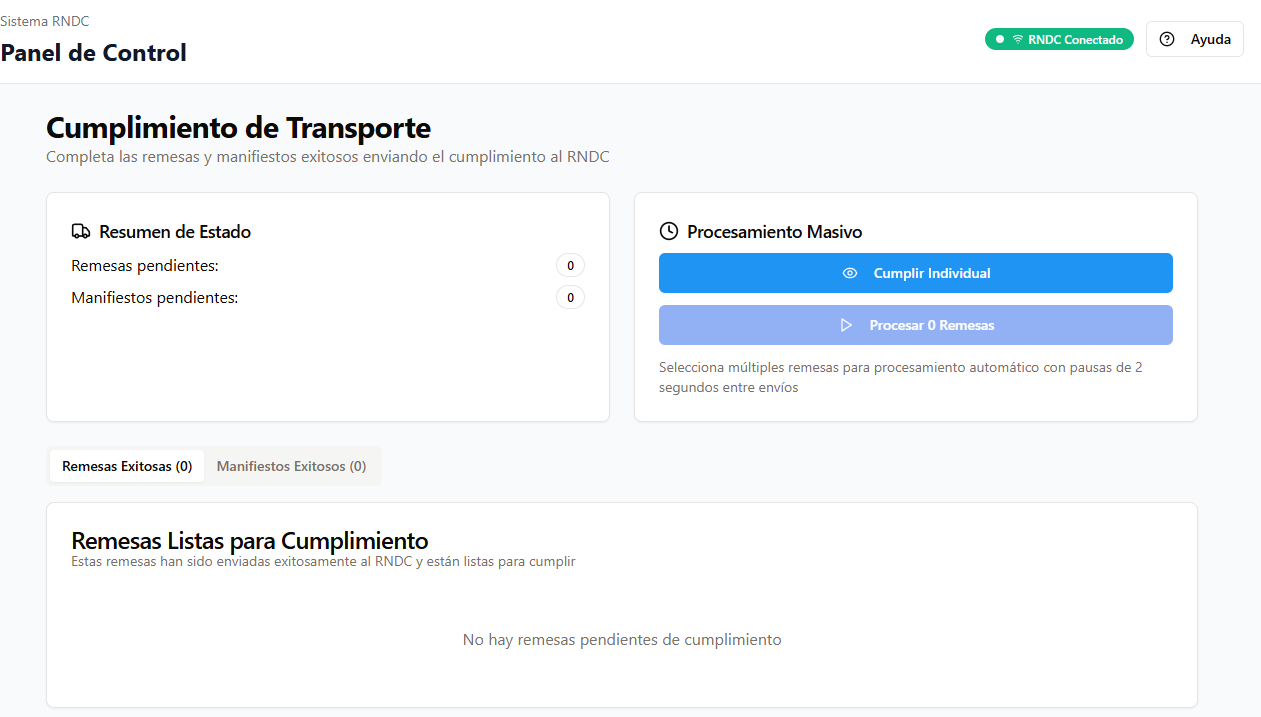 Sistema RNDC
Panel de Control
RNDC Conectado
Ayuda
Cumplimiento de Transporte
Completa las remesas y manifiestos exitosos enviando el cumplimiento al RNDC
Resumen de Estado
Remesas pendientes: 0
Manifiestos pendientes: 0
Procesamiento Masivo
Cumplir Individual
Procesar 0 Remesas
Selecciona múltiples remesas para procesamiento automático con pausas de 2
segundos entre envíos
Remesas Exitosas (0)
Manifiestos Exitosos (0)
Remesas Listas para Cumplimiento
Estas remesas han sido enviadas exitosamente al RNDC y están listas para cumplir
No hay remesas pendientes de cumplimiento